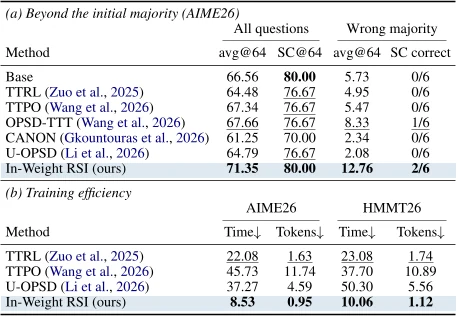 (a) Beyond the initial majority (AIME26)
All questions Wrong majority
Method avg@64 SC@64 avg@64 SC correct
Base 66.56 80.00 5.73 0/6
TTRL (Zuo et al., 2025) 64.48 76.67 4.95 0/6
TTPO (Wang et al., 2026) 67.34 76.67 5.47 0/6
OPSD-TTT (Wang et al., 2026) 67.66 76.67 8.33 1/6
CANON (Gkountouras et al., 2026) 61.25 70.00 2.34 0/6
U-OPSD (Li et al., 2026) 64.79 76.67 2.08 0/6
In-Weight RSI (ours) 71.35 80.00 12.76 2/6
(b) Training efficiency
AIME26 HMMT26
Method Time↓ Tokens↓ Time↓ Tokens↓
TTRL (Zuo et al., 2025) 22.08 1.63 23.08 1.74
TTPO (Wang et al., 2026) 45.73 11.74 37.70 10.89
U-OPSD (Li et al., 2026) 37.27 4.59 50.30 5.56
In-Weight RSI (ours) 8.53 0.95 10.06 1.12